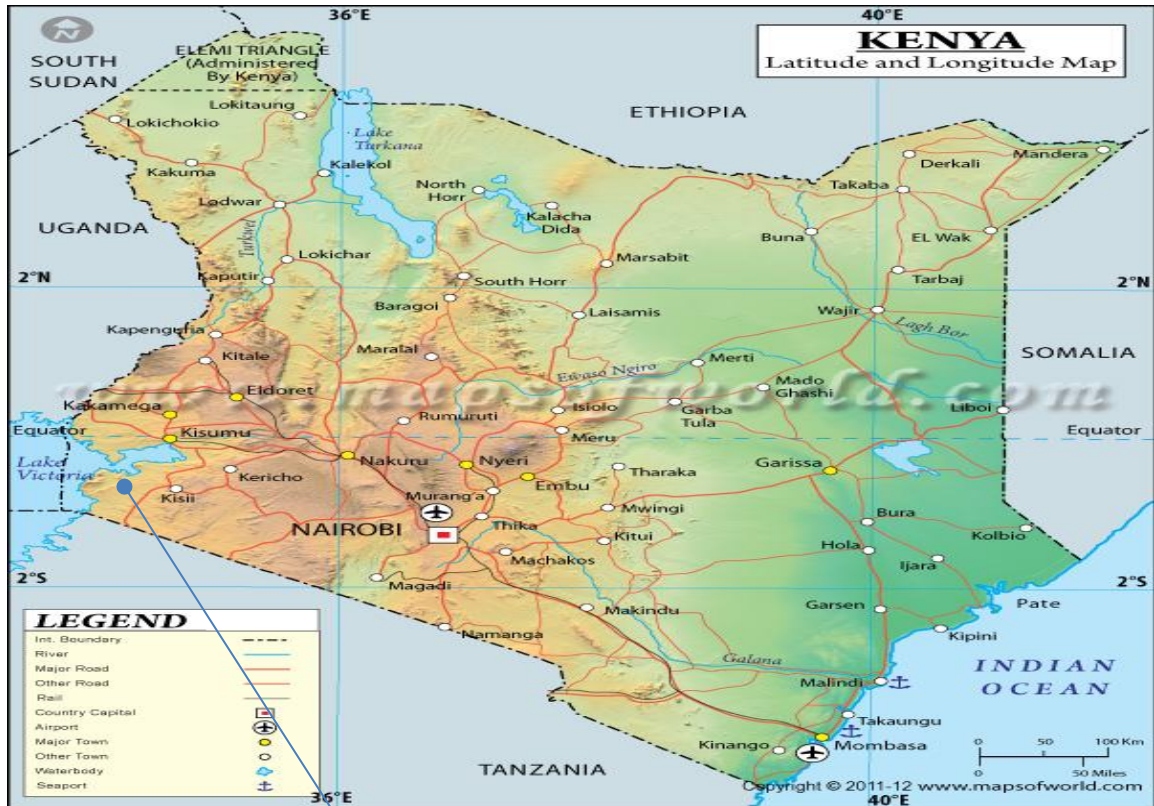 36°E
40°E
N
SOUTH
SUDAN
ELEMI TRIANGLE
(Administered
By Kenya)
KENYA
Latitude and Longitude Map
ETHIOPIA
Lokitaung
Lokichokio
Lake
Turkana
Kalekol
Kakuma
Derkali
Mandera
Takaba
North
Horr
Lodwar
Kalacha
Dida
UGANDA
Turkwel
Buna
EL Wak
Lokichar
Marsabit
2°N
Kaputir
South Horr
Tarbaj
2°N
Baragoi
Laisamis
Wajir
Lagh Bor
Kapenguria
Kitale
Maralal
Merti
SOMALIA
Ewaso Ngiro
www.mapsofworld.com
Eldoret
Mado
Ghashi
Kakamega
Rumuruti
Isiolo
Garba
Tula
Liboi
Equator
Kisumu
Meru
Equator
Lake
Victoria
Nakuru
Nyeri
Tharaka
Garissa
Kericho
Embu
Kisii
Murang'a
Mwingi
NAIROBI
Thika
Bura
Kolbio
Kitui
Hola
Machakos
Ijara
2°S
Magadi
2°S
Makindu
Garsen
Pate
LEGEND
Namanga
Kipini
Int. Boundary
River
Major Road
Other Road
Rail
Country Capital
Airport
Major Town
Other Town
Waterbody
Seaport
Galana
INDIAN
OCEAN
Malindi
Takaungu
Kinango
Mombasa
0 50 100 Km
0 50 Miles
TANZANIA
Copyright © 2011-12 www.mapsofworld.com
36°E
40°E